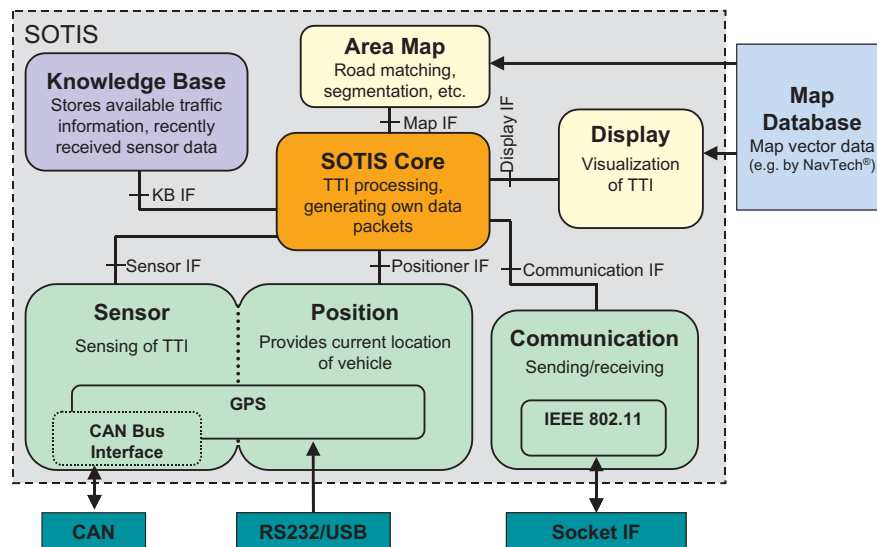 SOTIS
Knowledge Base
Stores available traffic
information, recently
received sensor data
Area Map
Road matching,
segmentation, etc.
Map
Database
Map vector data
(e.g. by NavTech®)
Map IF
Display IF
Display
Visualization
of TTI
SOTIS Core
TTI processing,
generating own data
packets
KB IF
Sensor IF
Positioner IF
Communication IF
Sensor
Sensing of TTI
Position
Provides current location
of vehicle
GPS
CAN Bus
Interface
Communication
Sending/receiving
IEEE 802.11
CAN
RS232/USB
Socket IF